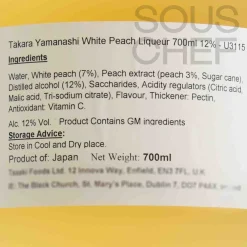 SOUS
CHEF
Takara Yamanashi White Peach Liqueur 700ml 12% - U3115
Ingredients
Water, White peach (7%), Peach extract (peach 3%, Sugar cane),
Distilled alcohol (12%), Saccharides, Acidity regulators (Citric acid,
Malic acid, Tri-sodium citrate), Flavour, Thickener: Pectin,
Antioxidant: Vitamin C.
Alc. 12% Vol. Product Contains GM ingredients
Storage Advice:
Store in Cool and Dry place.
Product of: Japan Net Weight: 700ml
Tazaki Foods Ltd. 12 Innova Way, Enfield, EN3 7FL, U.K
IE: The Black Church, St. Mary's Place, Dublin 7, D07 P4AX